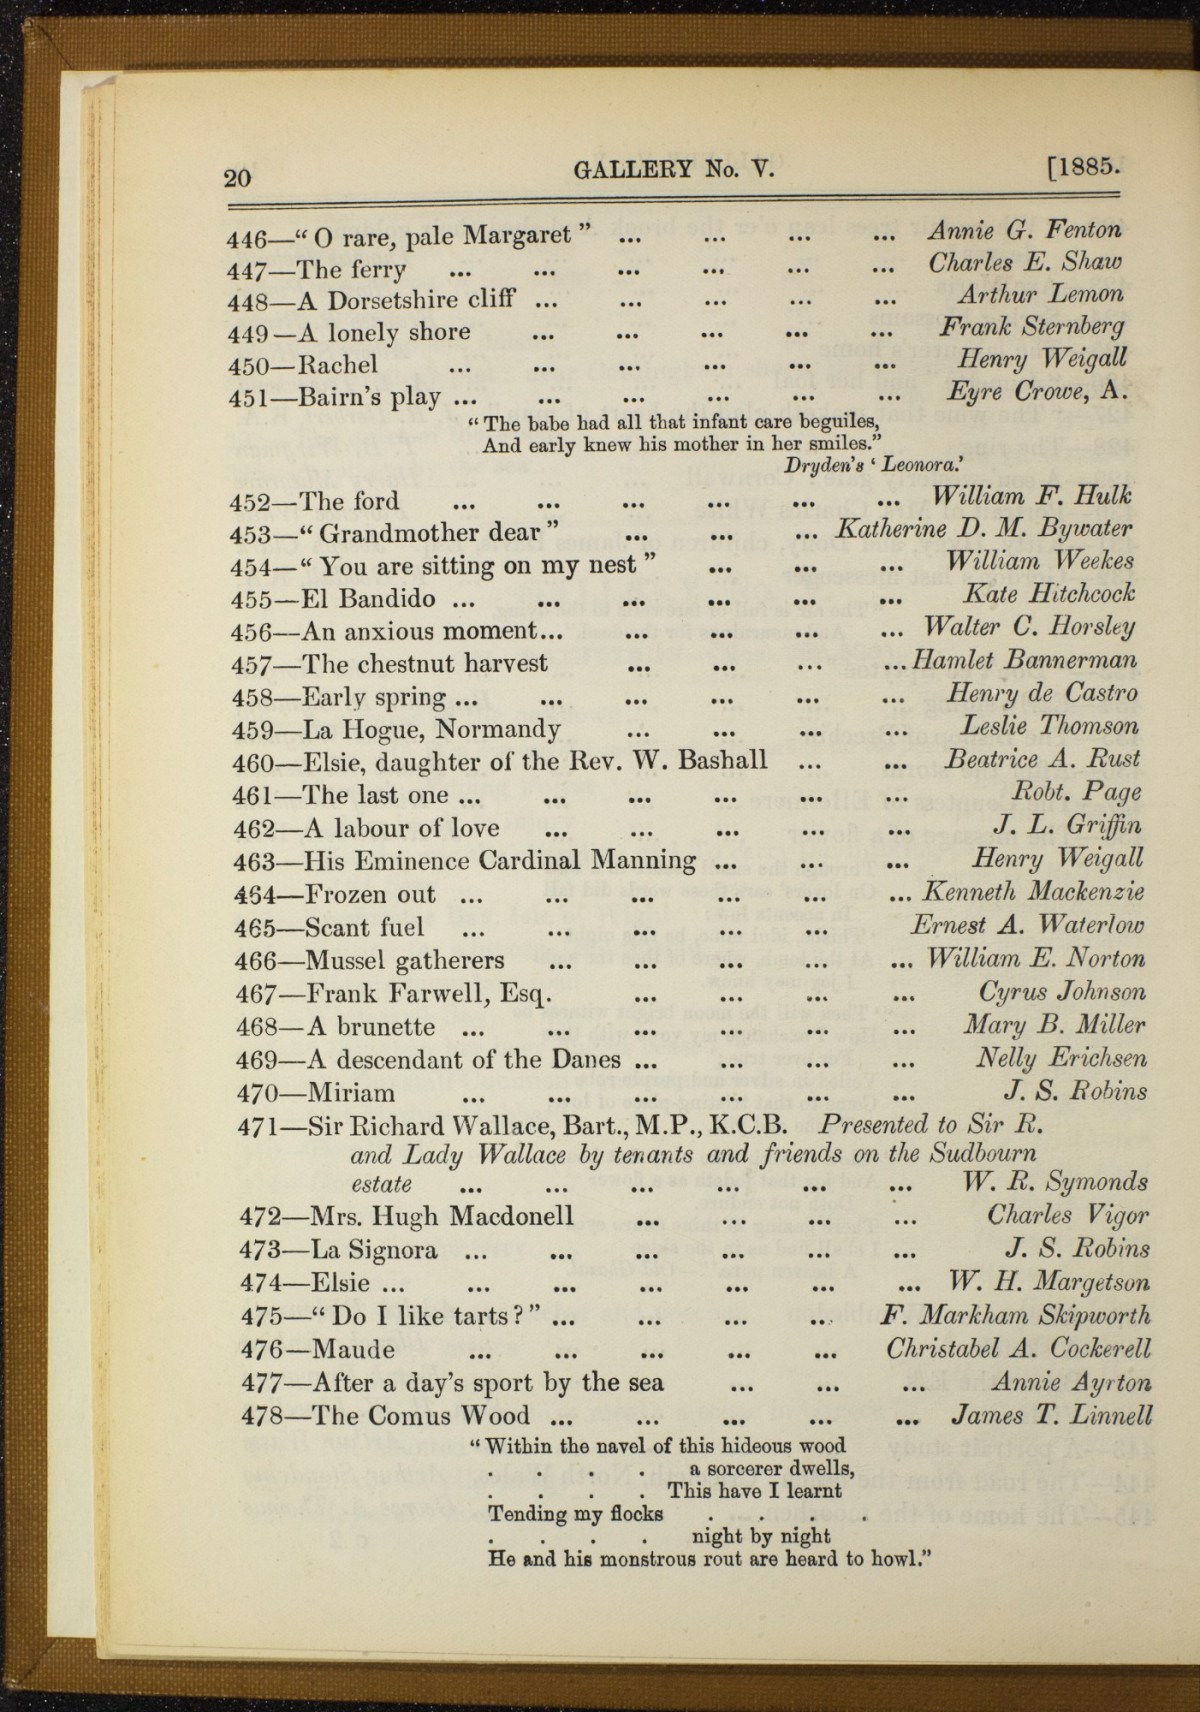 20 GALLERY No. V. [1885.
446—“ O rare, pale Margaret ” ... ... ... ... Annie G. Fenton
447—The ferry ... ... ... ... ... ... Charles E. Shaw
448—A Dorsetshire cliff ... ... ... ... ... Arthur Lemon
449—A lonely shore ... ... ... ... ... Frank Sternberg
450—Rachel ... ... ... ... ... ... Henry Weigall
451—Bairn's play ... ... ... ... ... ... Eyre Crowe, A.
“ The babe had all that infant care beguiles,
And early knew his mother in her smiles.”
Dryden's ‘ Leonora.’
452—The ford ... ... ... ... ... ... William F. Hulk
453—“ Grandmother dear ” ... ... ... Katherine D. M. Bywater
454—“ You are sitting on my nest ” ... ... ... William Weekes
455—El Bandido ... ... ... ... ... ... Kate Hitchcock
456—An anxious moment... ... ... ... ... Walter C. Horsley
457—The chestnut harvest ... ... ... ... Hamlet Bannerman
458—Early spring ... ... ... ... ... ... Henry de Castro
459—La Hogue, Normandy ... ... ... ... Leslie Thomson
460—Elsie, daughter of the Rev. W. Bashall ... ... Beatrice A. Rust
461—The last one ... ... ... ... ... ... Robt. Page
462—A labour of love ... ... ... ... ... J. L. Griffin
463—His Eminence Cardinal Manning ... ... ... Henry Weigall
464—Frozen out ... ... ... ... ... ... Kenneth Mackenzie
465—Scant fuel ... ... ... ... ... Ernest A. Waterlow
466—Mussel gatherers ... ... ... ... ... William E. Norton
467—Frank Farwell, Esq. ... ... ... ... Cyrus Johnson
468—A brunette ... ... ... ... ... ... Mary B. Miller
469—A descendant of the Danes ... ... ... ... Nelly Erichsen
470—Miriam ... ... ... ... ... ... J. S. Robins
471—Sir Richard Wallace, Bart., M.P., K.C.B. Presented to Sir R.
and Lady Wallace by tenants and friends on the Sudbourn
estate ... ... ... ... ... ... W. R. Symonds
472—Mrs. Hugh Macdonell ... ... ... ... Charles Vigor
473—La Signora ... ... ... ... ... ... J. S. Robins
474—Elsie ... ... ... ... ... ... ... W. H. Margetson
475—“ Do I like tarts ? ” ... ... ... ... F. Markham Skipworth
476—Maude ... ... ... ... ... Christabel A. Cockerell
477—After a day's sport by the sea ... ... ... Annie Ayrton
478—The Comus Wood ... ... ... ... ... James T. Linnell
“ Within the navel of this hideous wood
. . . . a sorcerer dwells,
. . . . This have I learnt
Tending my flocks . . . .
. . . . night by night
He and his monstrous rout are heard to howl.”